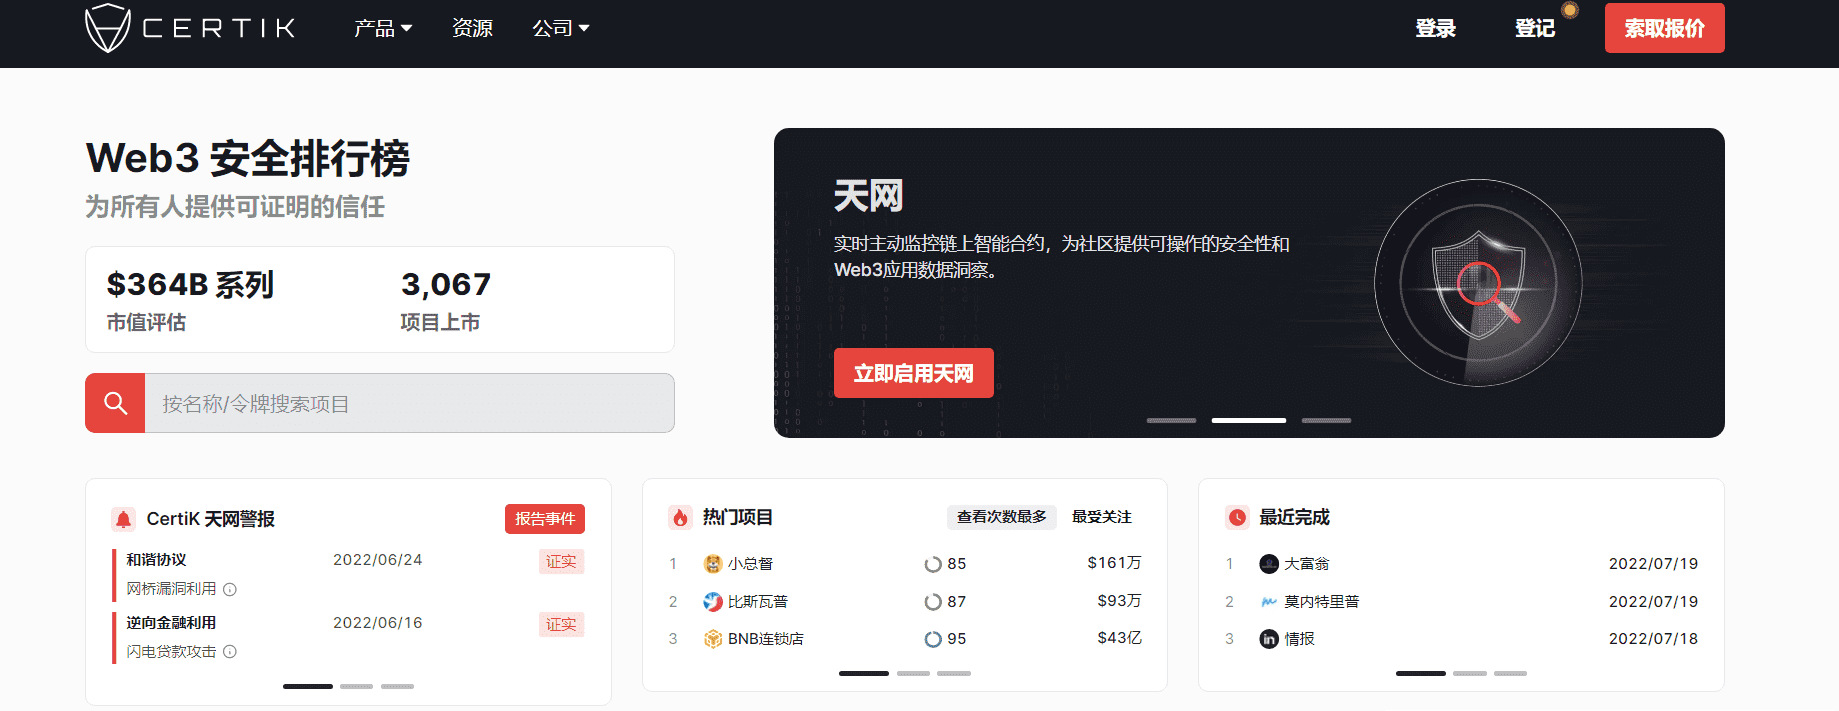 CERTIK
产品
资源
公司
登录
登记
索取报价
Web3 安全排行榜
为所有人提供可证明的信任
$364B 系列
3,067
市值评估
项目上市
按名称/令牌搜索项目
天网
实时主动监控链上智能合约，为社区提供可操作的安全性和
Web3应用数据洞察。
立即启用天网
CertiK 天网警报
报告事件
和谐协议
2022/06/24
证实
网桥漏洞利用
逆向金融利用
2022/06/16
证实
闪电贷款攻击
热门项目
查看次数最多
最受关注
1 小总督 85 $161万
2 比斯瓦普 87 $93万
3 BNB连锁店 95 $43亿
最近完成
1 大富翁 2022/07/19
2 莫内特里普 2022/07/19
3 情报 2022/07/18